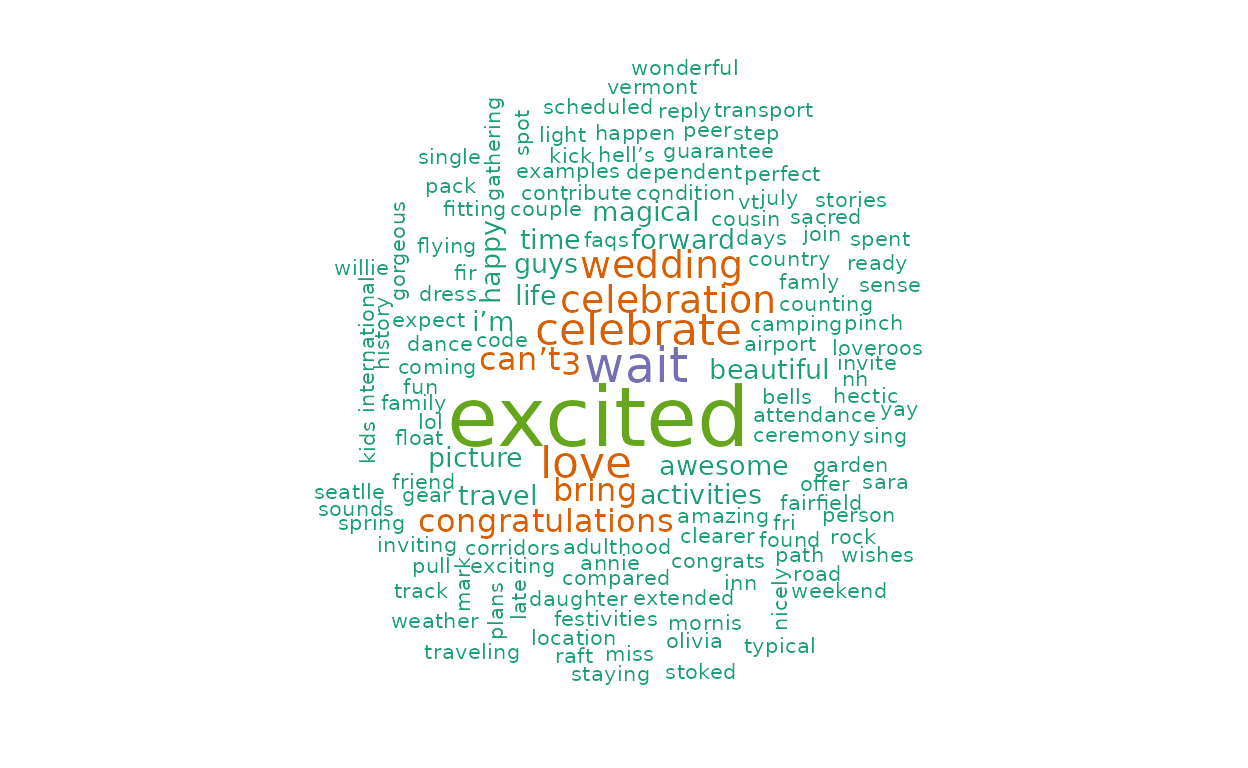 wonderful
vermont
scheduled
reply
transport
gathering
spot
light
happen
peer
step
single
kick
hell’s
guarantee
examples
dependent
perfect
pack
contribute
condition
vt
july
stories
gorgeous
fitting
couple
magical
cousin
sacred
flying
happy
time
faqs
forward
days
join
spent
willie
fir
guys
wedding
country
ready
dress
life
celebration
famly
sense
international
history
expect
i’m
celebrate
counting
camping
pinch
dance
code
can’t
3
wait
airport
loveroos
coming
beautiful
invite
nh
fun
family
excited
bells
hectic
lol
attendance
yay
kids
float
ceremony
sing
picture
love
awesome
garden
friend
offer
sara
seatlle
gear
travel
bring
activities
fairfield
sounds
spring
congratulations
amazing
fri
person
inviting
corridors
adulthood
clearer
found
rock
pull
exciting
annie
congrats
path
wishes
mark
compared
inn
road
track
plans
late
daughter
extended
nicely
weekend
weather
festivities
mornis
location
olivia
typical
traveling
raft
miss
staying
stoked